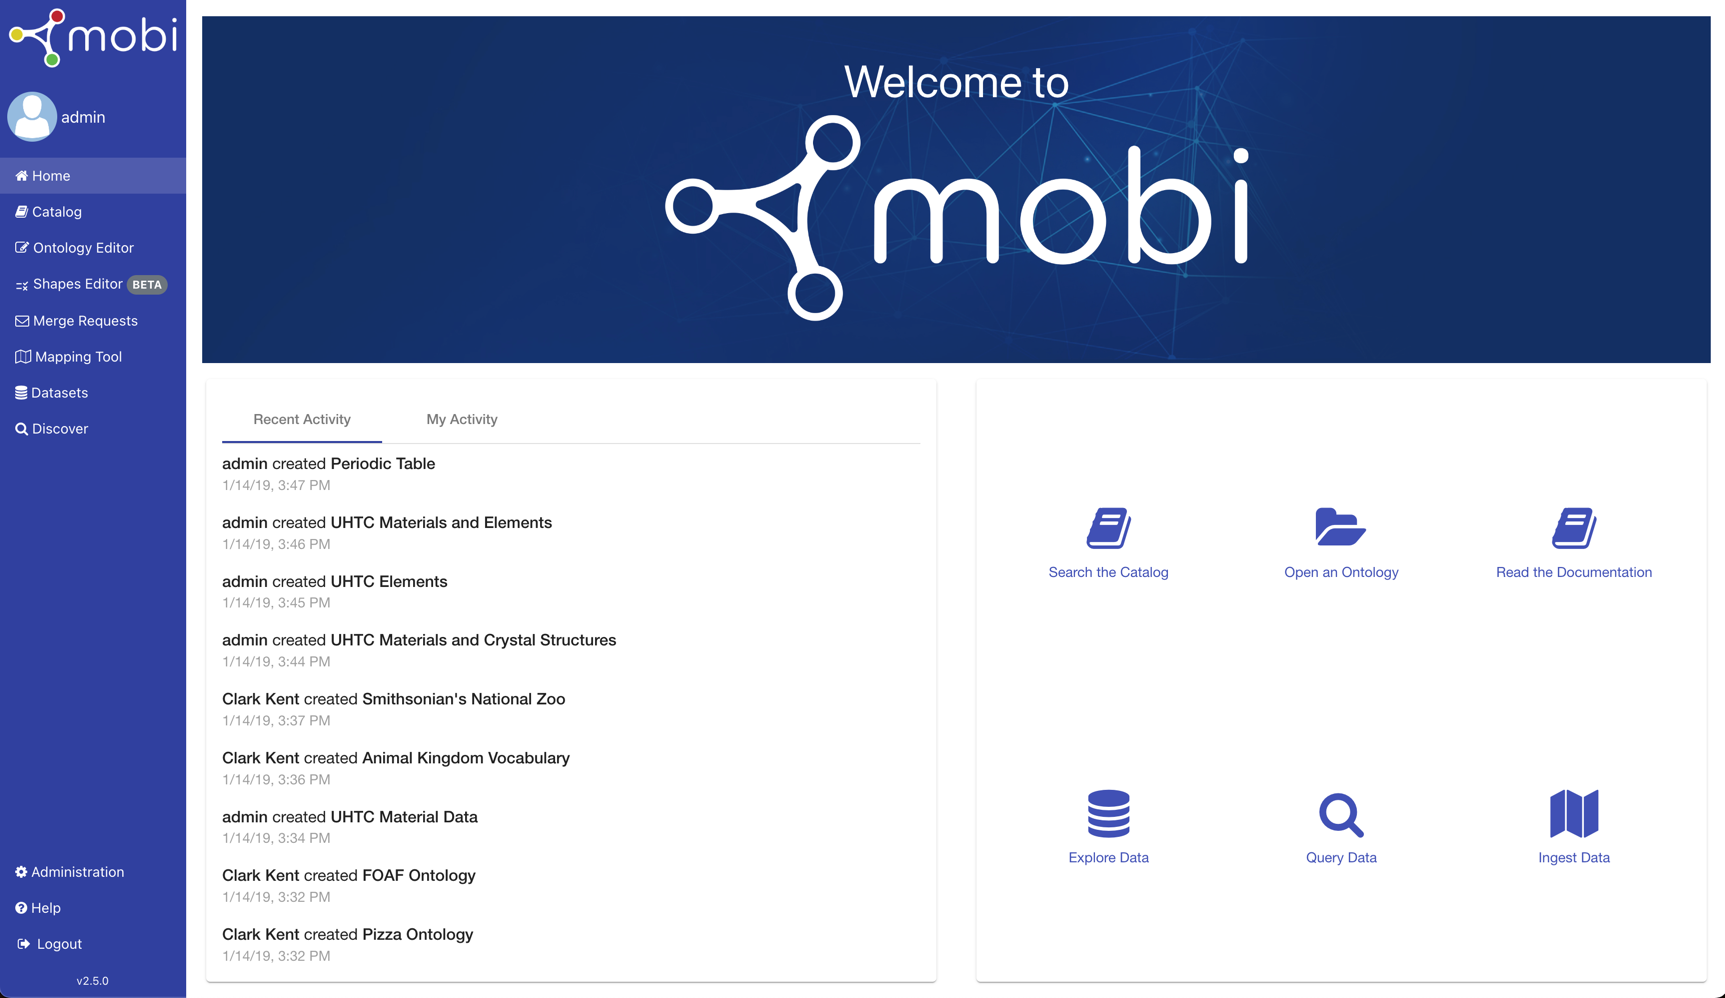 mobi
admin
Home
Catalog
Ontology Editor
Shapes Editor BETA
Merge Requests
Mapping Tool
Datasets
Discover
Administration
Help
Logout
v2.5.0
Welcome to
mobi
Recent Activity
My Activity
admin created Periodic Table
1/14/19, 3:47 PM
admin created UHTC Materials and Elements
1/14/19, 3:46 PM
admin created UHTC Elements
1/14/19, 3:45 PM
admin created UHTC Materials and Crystal Structures
1/14/19, 3:44 PM
Clark Kent created Smithsonian's National Zoo
1/14/19, 3:37 PM
Clark Kent created Animal Kingdom Vocabulary
1/14/19, 3:36 PM
admin created UHTC Material Data
1/14/19, 3:34 PM
Clark Kent created FOAF Ontology
1/14/19, 3:32 PM
Clark Kent created Pizza Ontology
1/14/19, 3:32 PM
Search the Catalog
Open an Ontology
Read the Documentation
Explore Data
Query Data
Ingest Data